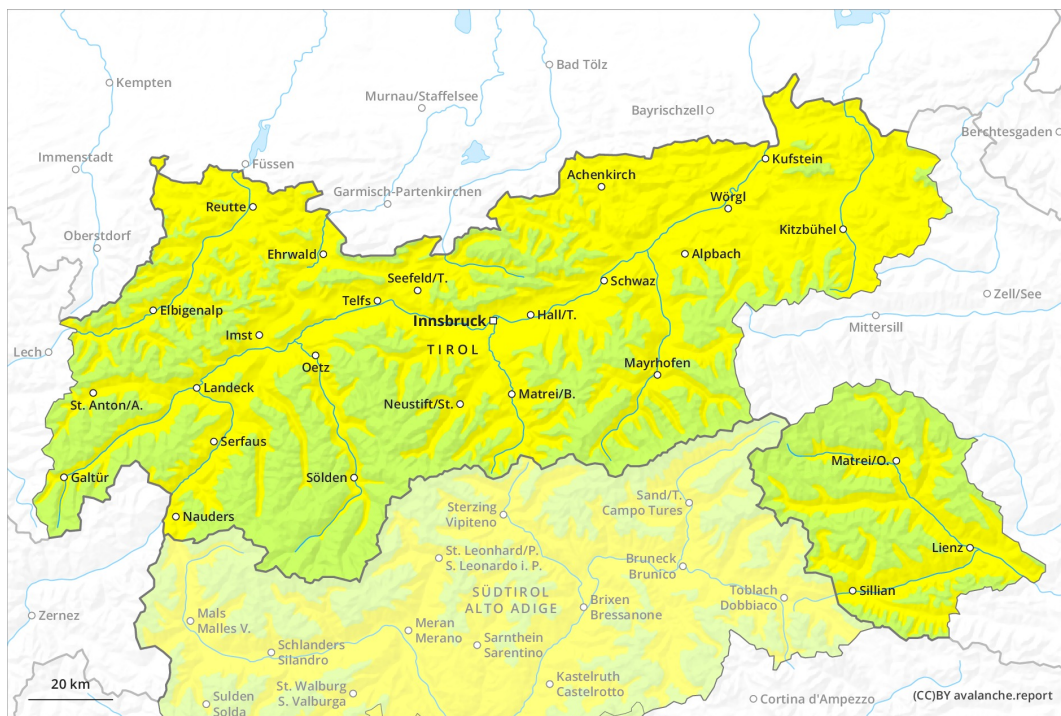 Kempten
Bad Tölz
Murnau/Staffelsee
Bayrischzell
Berchtesgaden
Immenstadt
Füssen
Kufstein
Achenkirch
Garmisch-Partenkirchen
Wörgl
Reutte
Oberstdorf
Kitzbühel
Ehrwald
Alpbach
Seefeld/T.
Schwaz
Telfs
Zell/See
Elbigenalp
Innsbruck
Hall/T.
Mittersill
Imst
TIROL
Lech
Oetz
Mayrhofen
Landeck
St. Anton/A.
Neustift/St.
Matrei/B.
Serfaus
Matrei/O.
Galtür
Sölden
Sand/T.
Campo Tures
Sterzing
Vipiteno
Nauders
Lienz
St. Leonhard/P.
S. Leonardo i. P.
Bruneck
Brunico
Sillian
SÜDTIROL
ALTO ADIGE
Toblach
Dobbiaco
Zernez
Mals
Malles V.
Brixen
Bressanone
Meran
Merano
Schlanders
Silandro
Sarnthein
Sarentino
20 km
St. Walburg
S. Valburga
Kastelruth
Castelrotto
Sulden
Solda
Cortina d'Ampezzo
(CC)BY avalanche.report